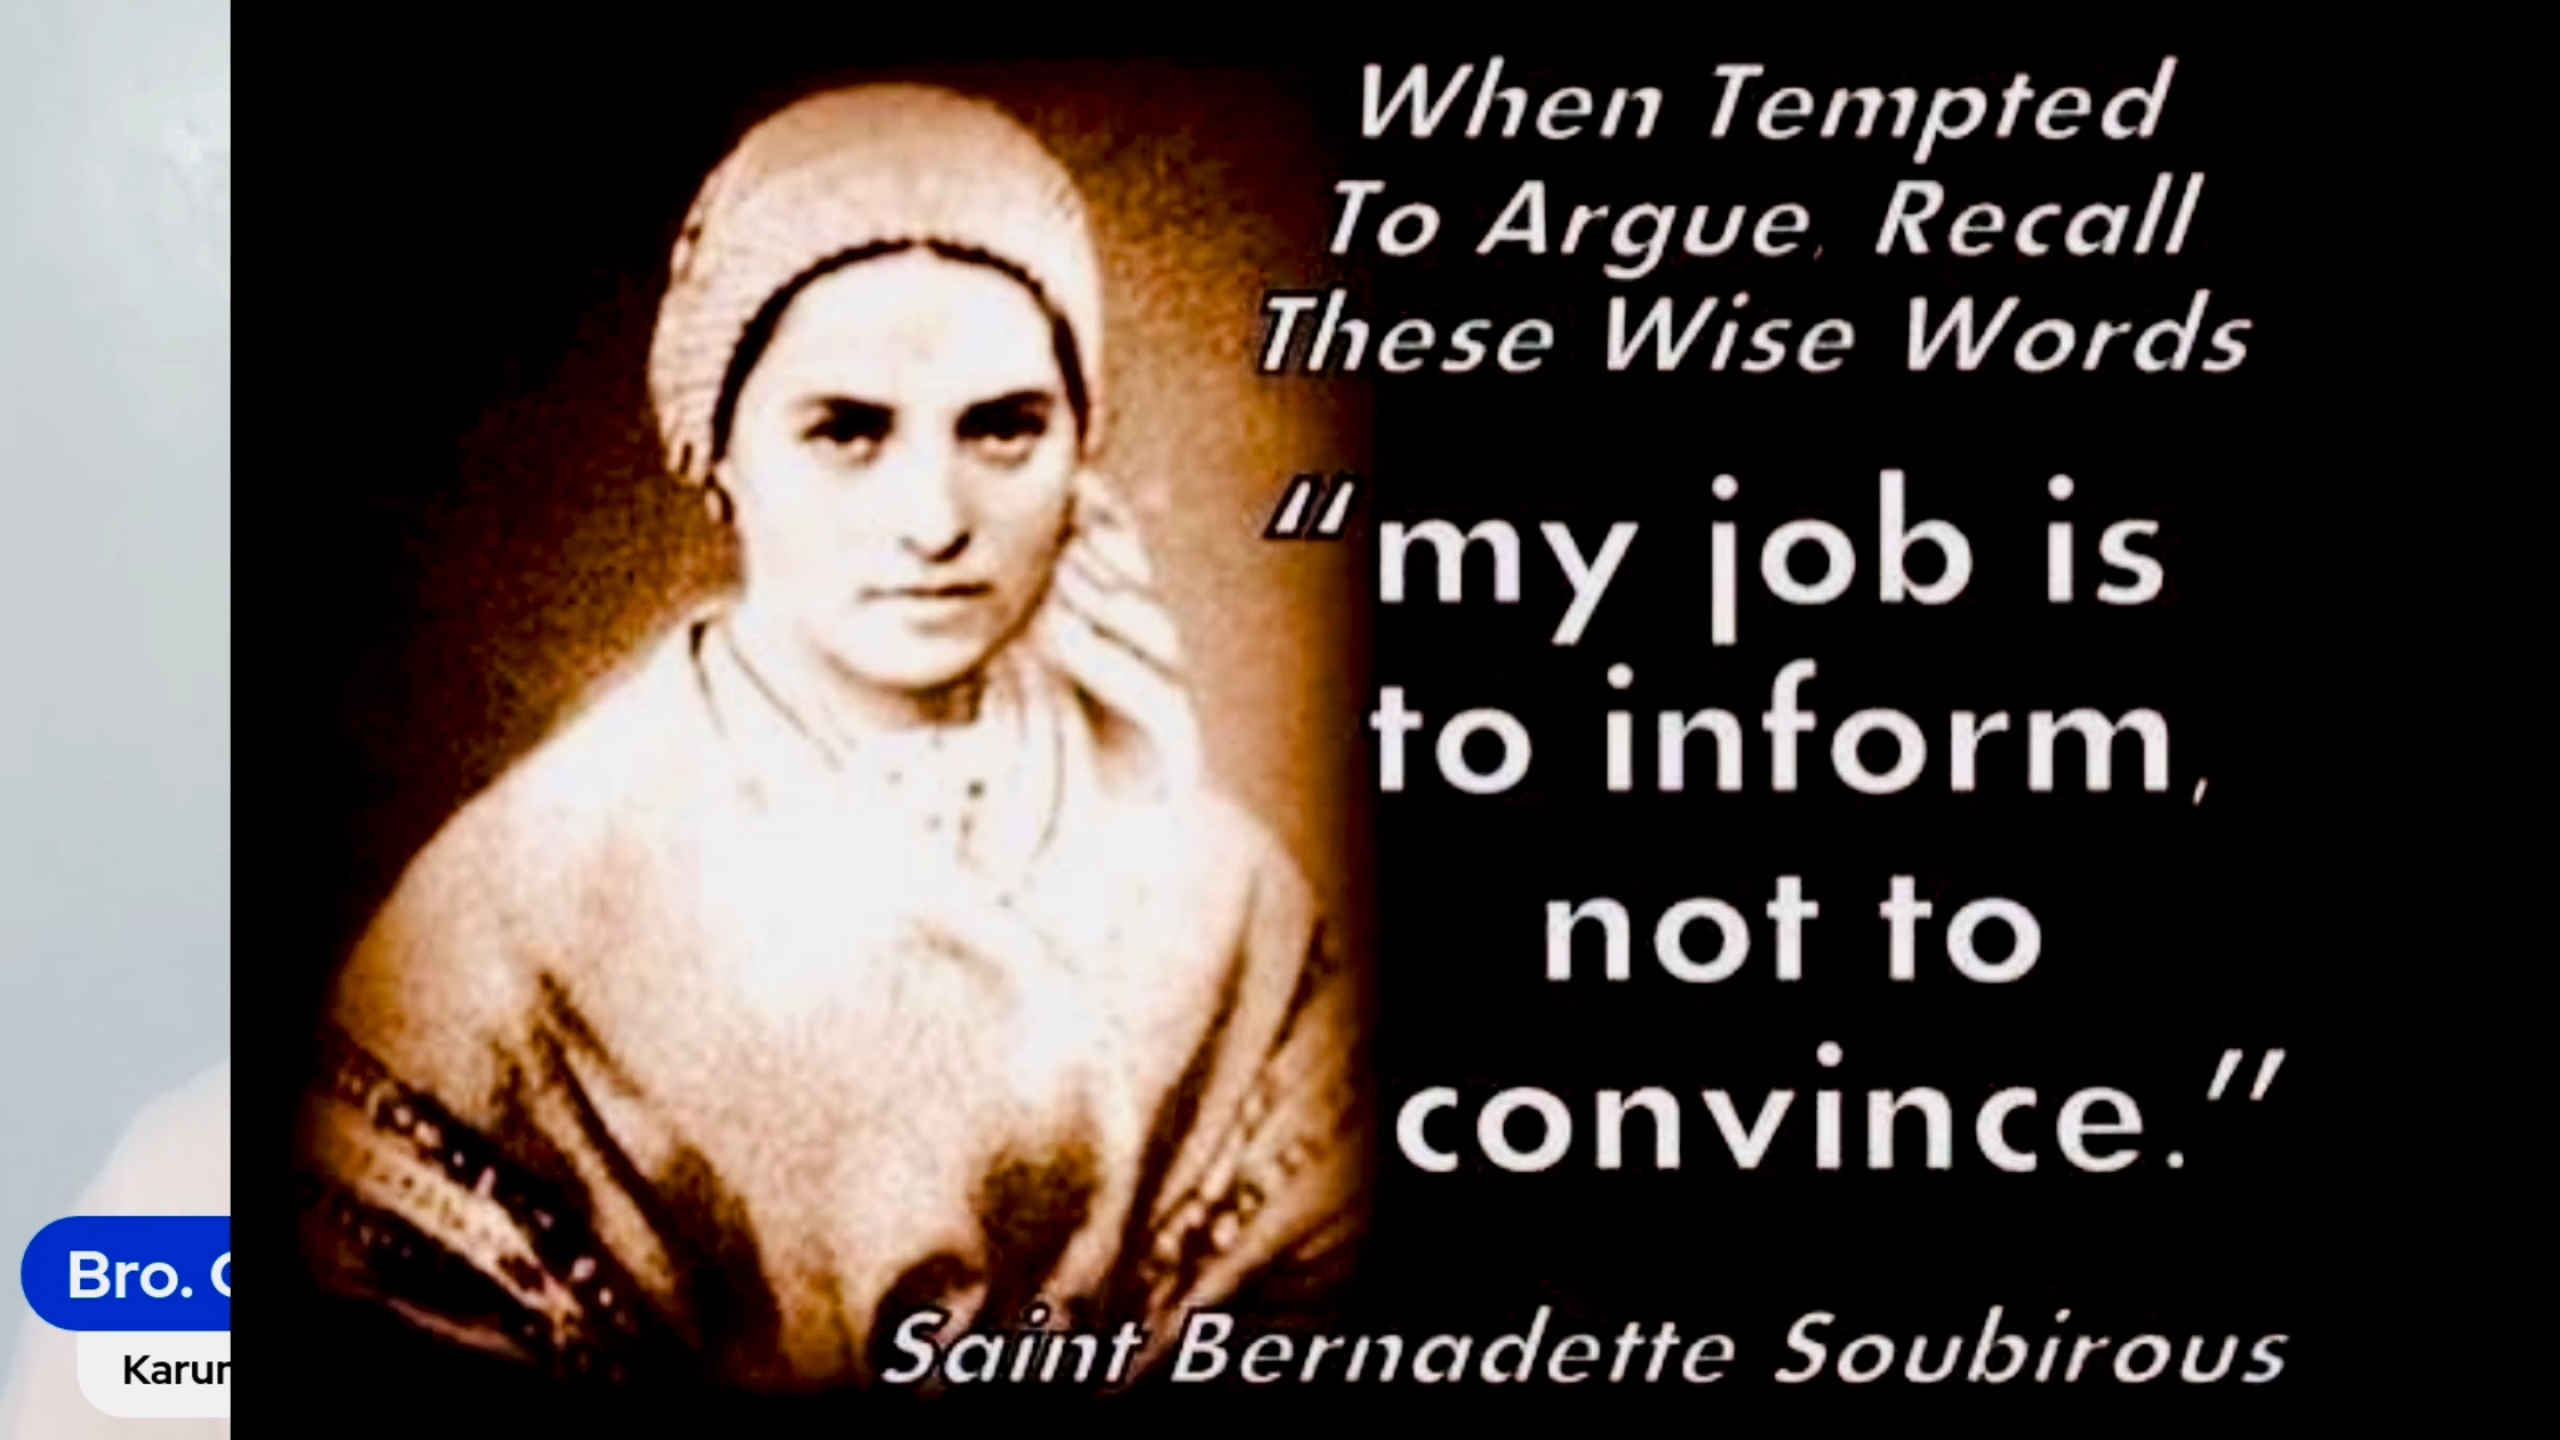 When Tempted
To Argue, Recall
These Wise Words
"my job is
to inform,
not to
convince."
Saint Bernadette Soubirous
Bro.